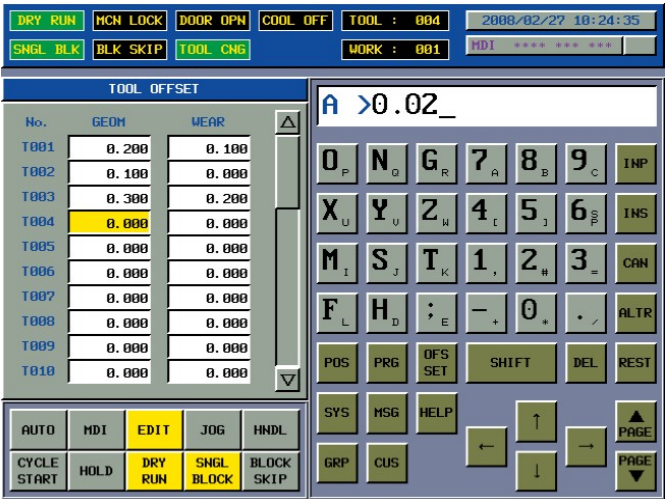 DRY RUN MCN LOCK DOOR OPN COOL OFF TOOL : 004 2008/02/27 10:24:35
SNGL BLK BLK SKIP TOOL CNG WORK : 001 MDI **** *** ***
TOOL OFFSET
No. GEOM WEAR
T001 0.200 0.100
T002 0.100 0.000
T003 0.300 0.200
T004 0.000 0.000
T005 0.000 0.000
T006 0.000 0.000
T007 0.000 0.000
T008 0.000 0.000
T009 0.000 0.000
T010 0.000 0.000
AUTO MDI EDIT JOG HNDL
CYCLE START HOLD DRY RUN SNGL BLOCK BLOCK SKIP
A >0.02_
O P N Q G R 7 A 8 B 9 C INP
X U Y V Z W 4 [ 5 ] 6 SP INS
M I S J T K 1 , 2 # 3 = CAN
F L H D ; E - + 0 * . / ALTR
POS PRG OFS SET SHIFT DEL REST
SYS MSG HELP ↑ PAGE
GRP CUS ← ↓ → PAGE